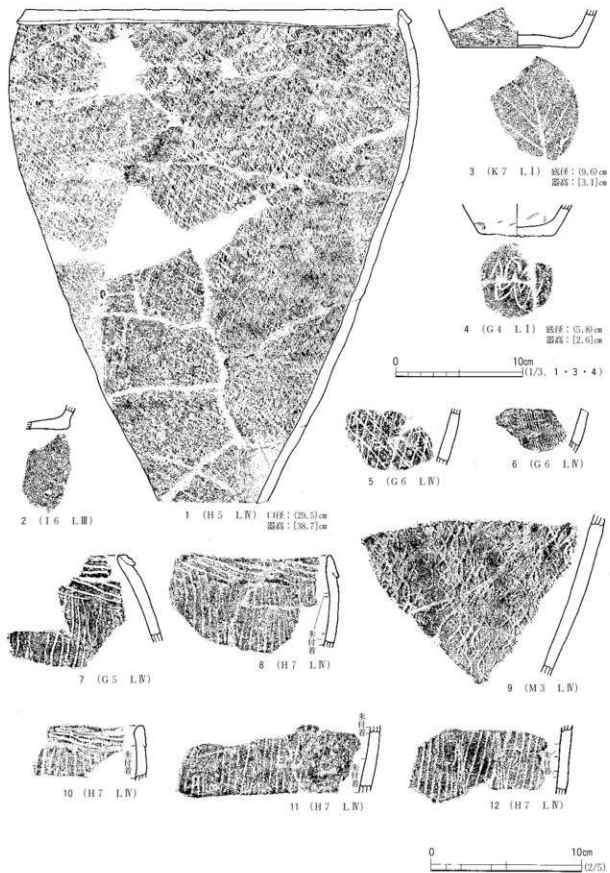 3 (K7 LⅠ) 底径：(9.6)cm
器高：[3.1]cm
4 (G4 LⅠ) 底径：(5.8)cm
器高：[2.6]cm
0 10cm
(1/3, 1・3・4)
5 (G6 LⅣ)
6 (G6 LⅣ)
2 (I6 LⅢ)
1 (H5 LⅣ) 口径：(29.5)cm
器高：[38.7]cm
7 (G5 LⅣ)
朱付着
8 (H7 LⅣ)
9 (M3 LⅣ)
朱付着
10 (H7 LⅣ)
朱付着
朱付着
11 (H7 LⅣ)
12 (H7 LⅣ)
0 10cm
(2/5)